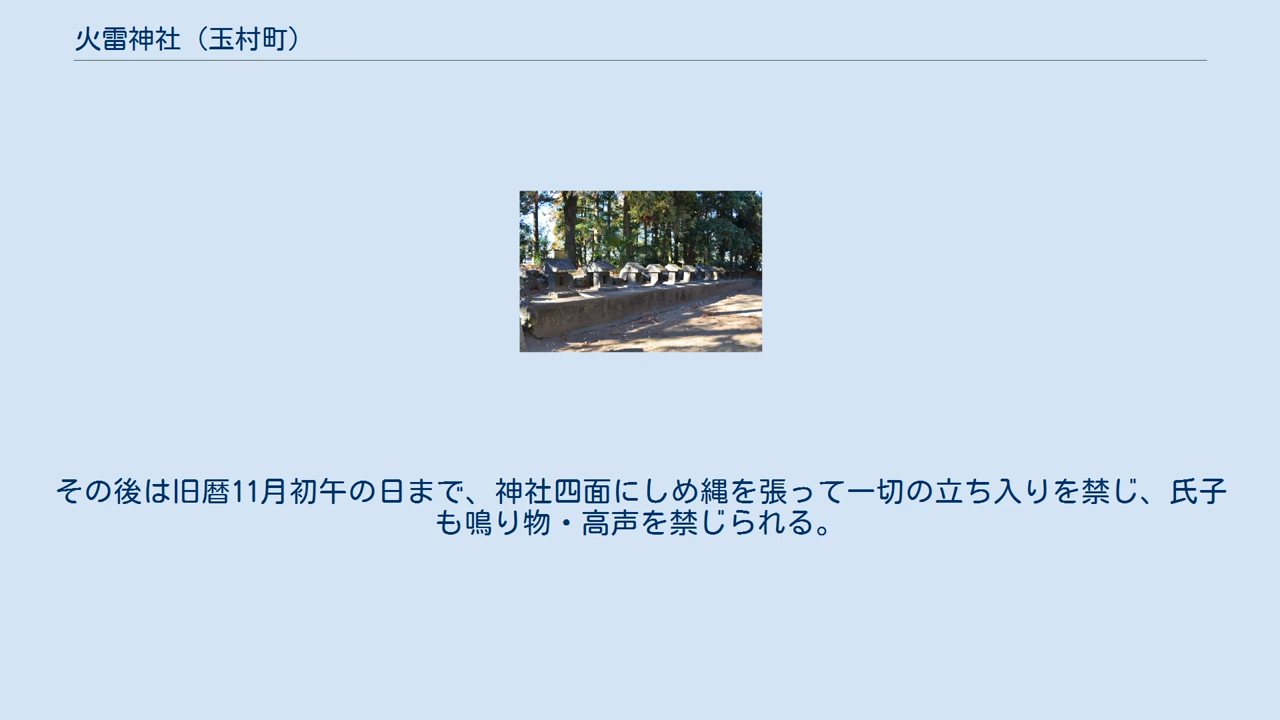 火雷神社（玉村町）
その後は旧暦11月初午の日まで、神社四面にしめ縄を張って一切の立ち入りを禁じ、氏子
も鳴り物・高声を禁じられる。